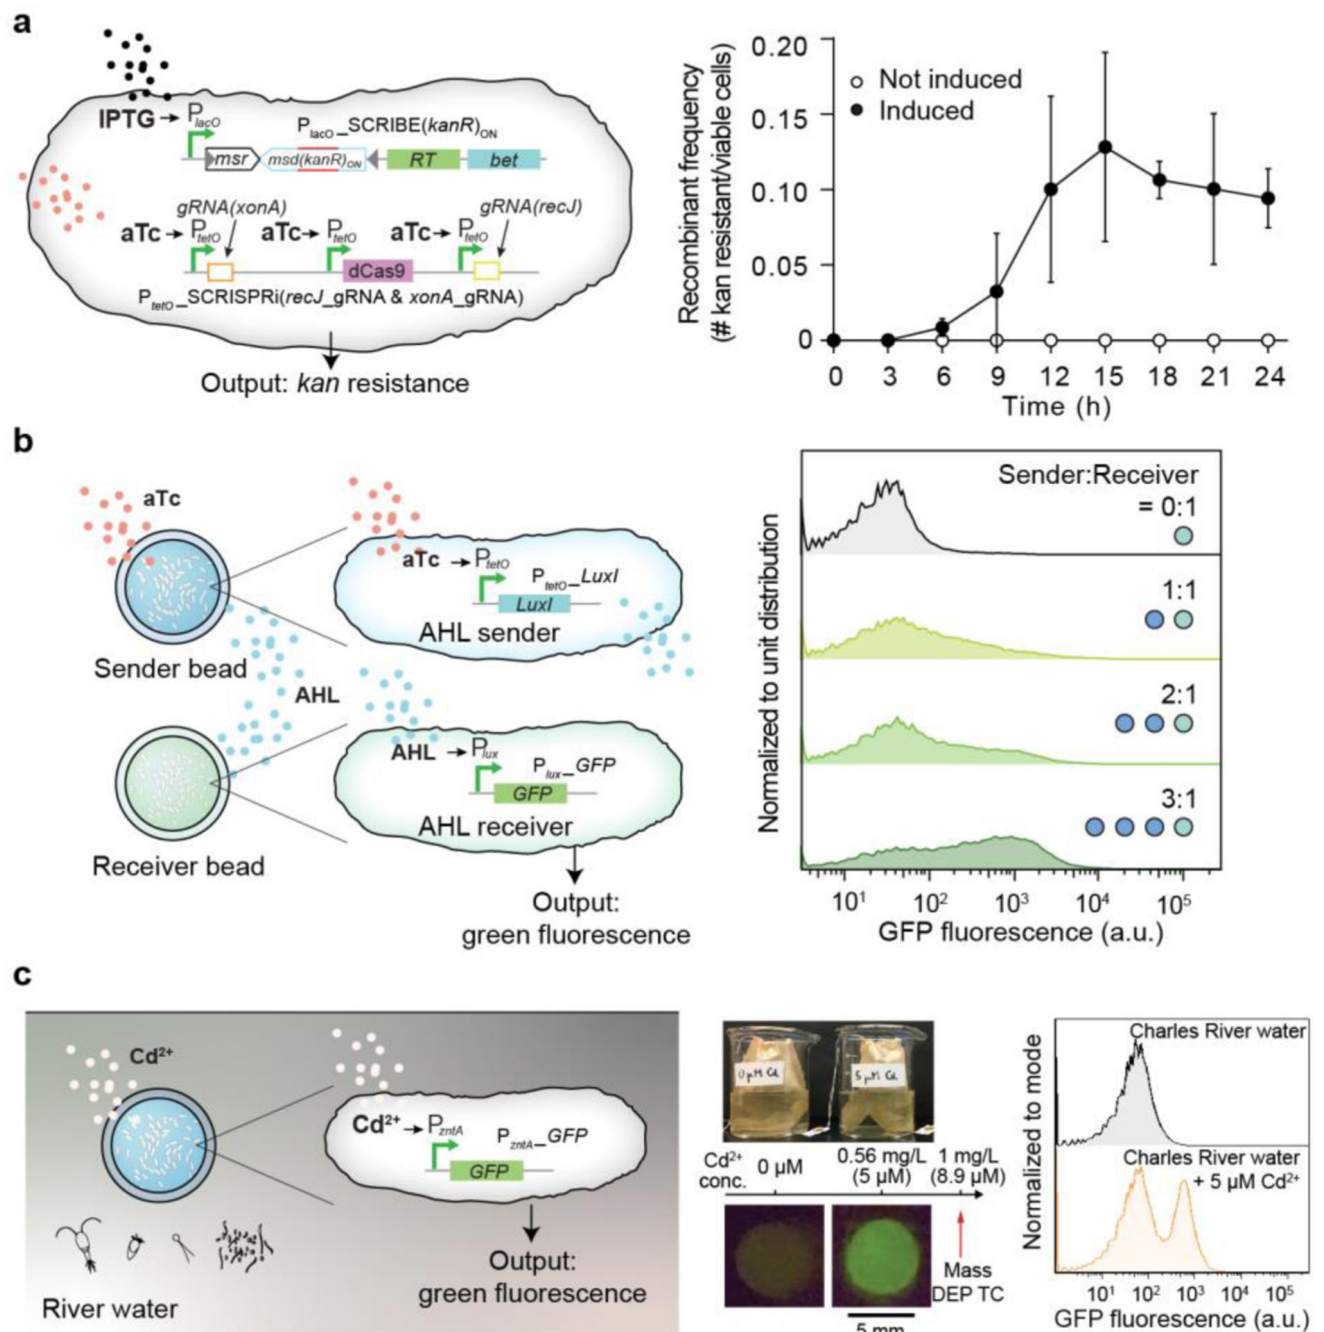 a
IPTG
PlacO
PlacO_SCRIBE(kanR)ON
msr
msd(kanR)ON
RT
bet
gRNA(xonA)
gRNA(recJ)
aTc
PtetO
aTc
PtetO
aTc
PtetO
dCas9
PtetO_SCRISPRi(recJ_gRNA & xonA_gRNA)
Output: kan resistance
Recombinant frequency
(# kan resistant/viable cells)
0.20
0.15
0.10
0.05
0
Not induced
Induced
0 3 6 9 12 15 18 21 24
Time (h)
b
aTc
Sender bead
AHL
Receiver bead
aTc
PtetO
PtetO_LuxI
LuxI
AHL sender
AHL
Plux
Plux_GFP
GFP
AHL receiver
Output:
green fluorescence
Normalized to unit distribution
Sender:Receiver
= 0:1
1:1
2:1
3:1
10¹ 10² 10³ 10⁴ 10⁵
GFP fluorescence (a.u.)
c
Cd²⁺
River water
Cd²⁺
PzntA
PzntA_GFP
GFP
Output:
green fluorescence
0 µM Cd
5 µM Cd
Cd²⁺
conc.
0 µM
0.56 mg/L
(5 µM)
1 mg/L
(8.9 µM)
Mass
DEP TC
5 mm
Normalized to mode
Charles River water
Charles River water
+ 5 µM Cd²⁺
10¹ 10² 10³ 10⁴ 10⁵
GFP fluorescence (a.u.)